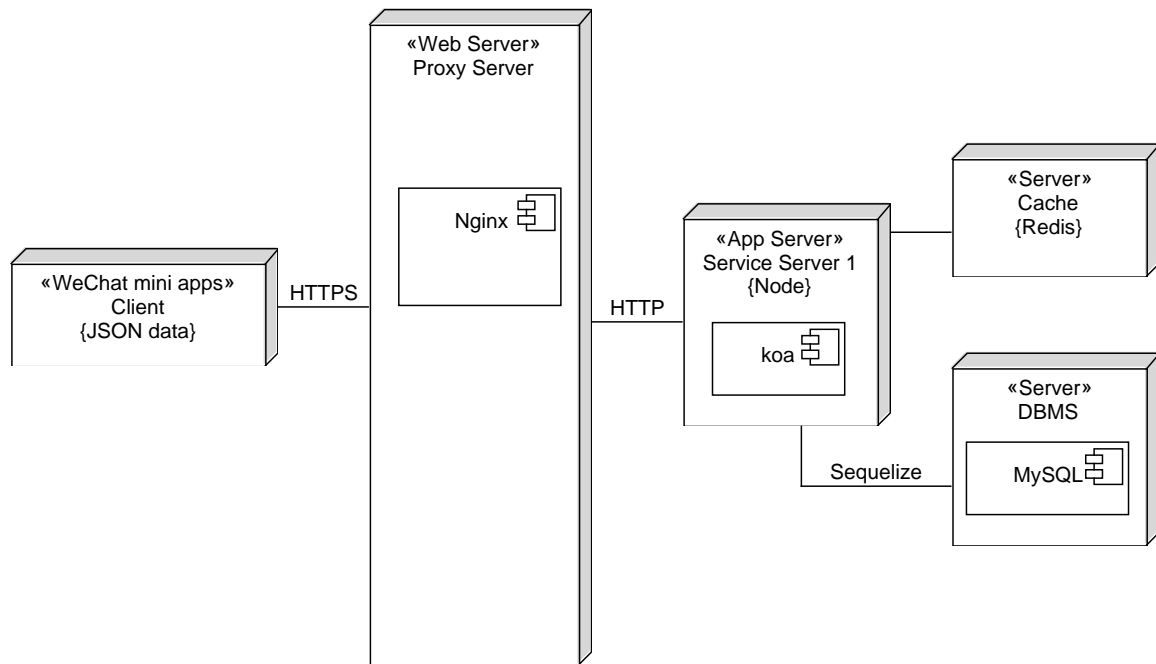 «Web Server»
Proxy Server
Nginx
«WeChat mini apps»
Client
{JSON data}
HTTPS
HTTP
«App Server»
Service Server 1
{Node}
koa
«Server»
Cache
{Redis}
«Server»
DBMS
MySQL
Sequelize